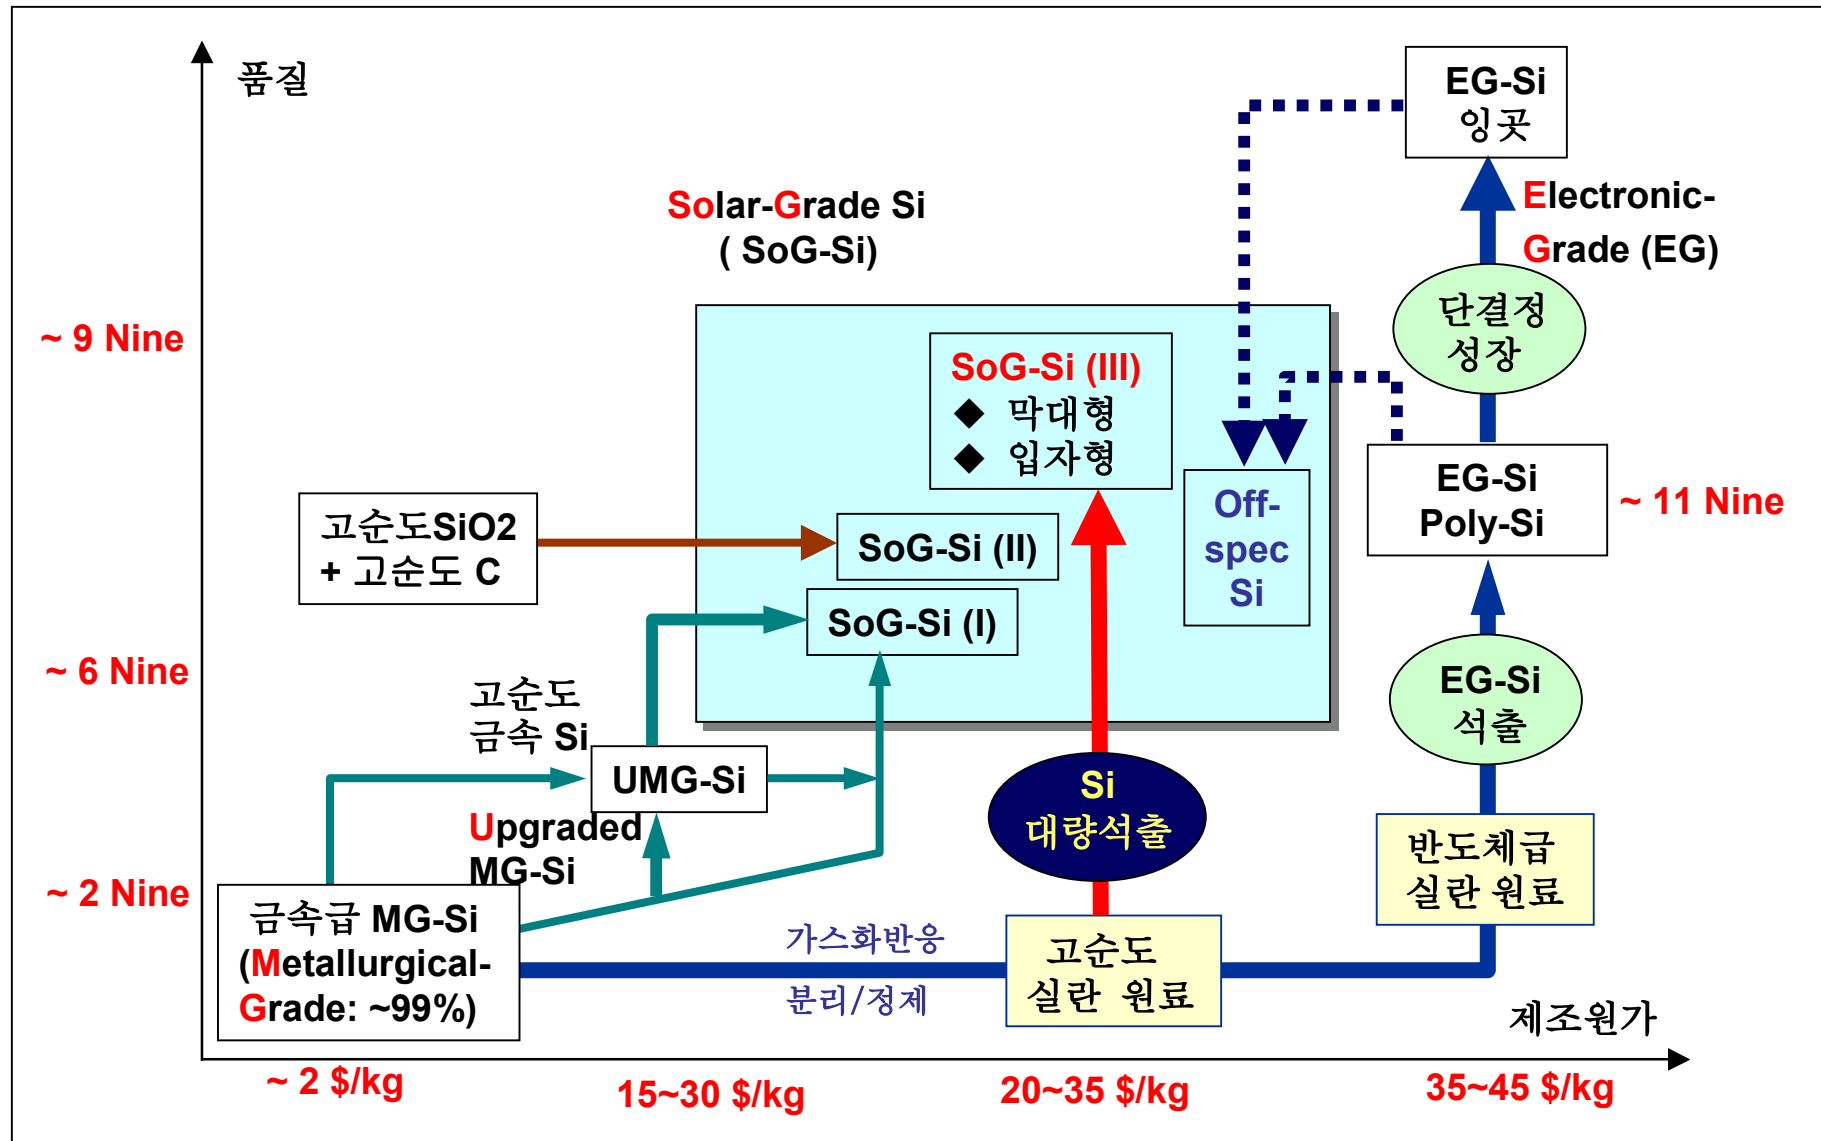 품질
EG-Si
잉곳
Solar-Grade Si
( SoG-Si)
Electronic-
Grade (EG)
단결정
성장
~ 9 Nine
SoG-Si (III)
◆ 막대형
◆ 입자형
EG-Si
Poly-Si
~ 11 Nine
Off-
spec
Si
고순도SiO2
+ 고순도 C
SoG-Si (II)
SoG-Si (I)
~ 6 Nine
고순도
금속 Si
UMG-Si
Upgraded
MG-Si
EG-Si
석출
Si
대량석출
반도체급
실란 원료
~ 2 Nine
금속급 MG-Si
(Metallurgical-
Grade: ~99%)
가스화반응
분리/정제
고순도
실란 원료
제조원가
~ 2 $/kg
15~30 $/kg
20~35 $/kg
35~45 $/kg